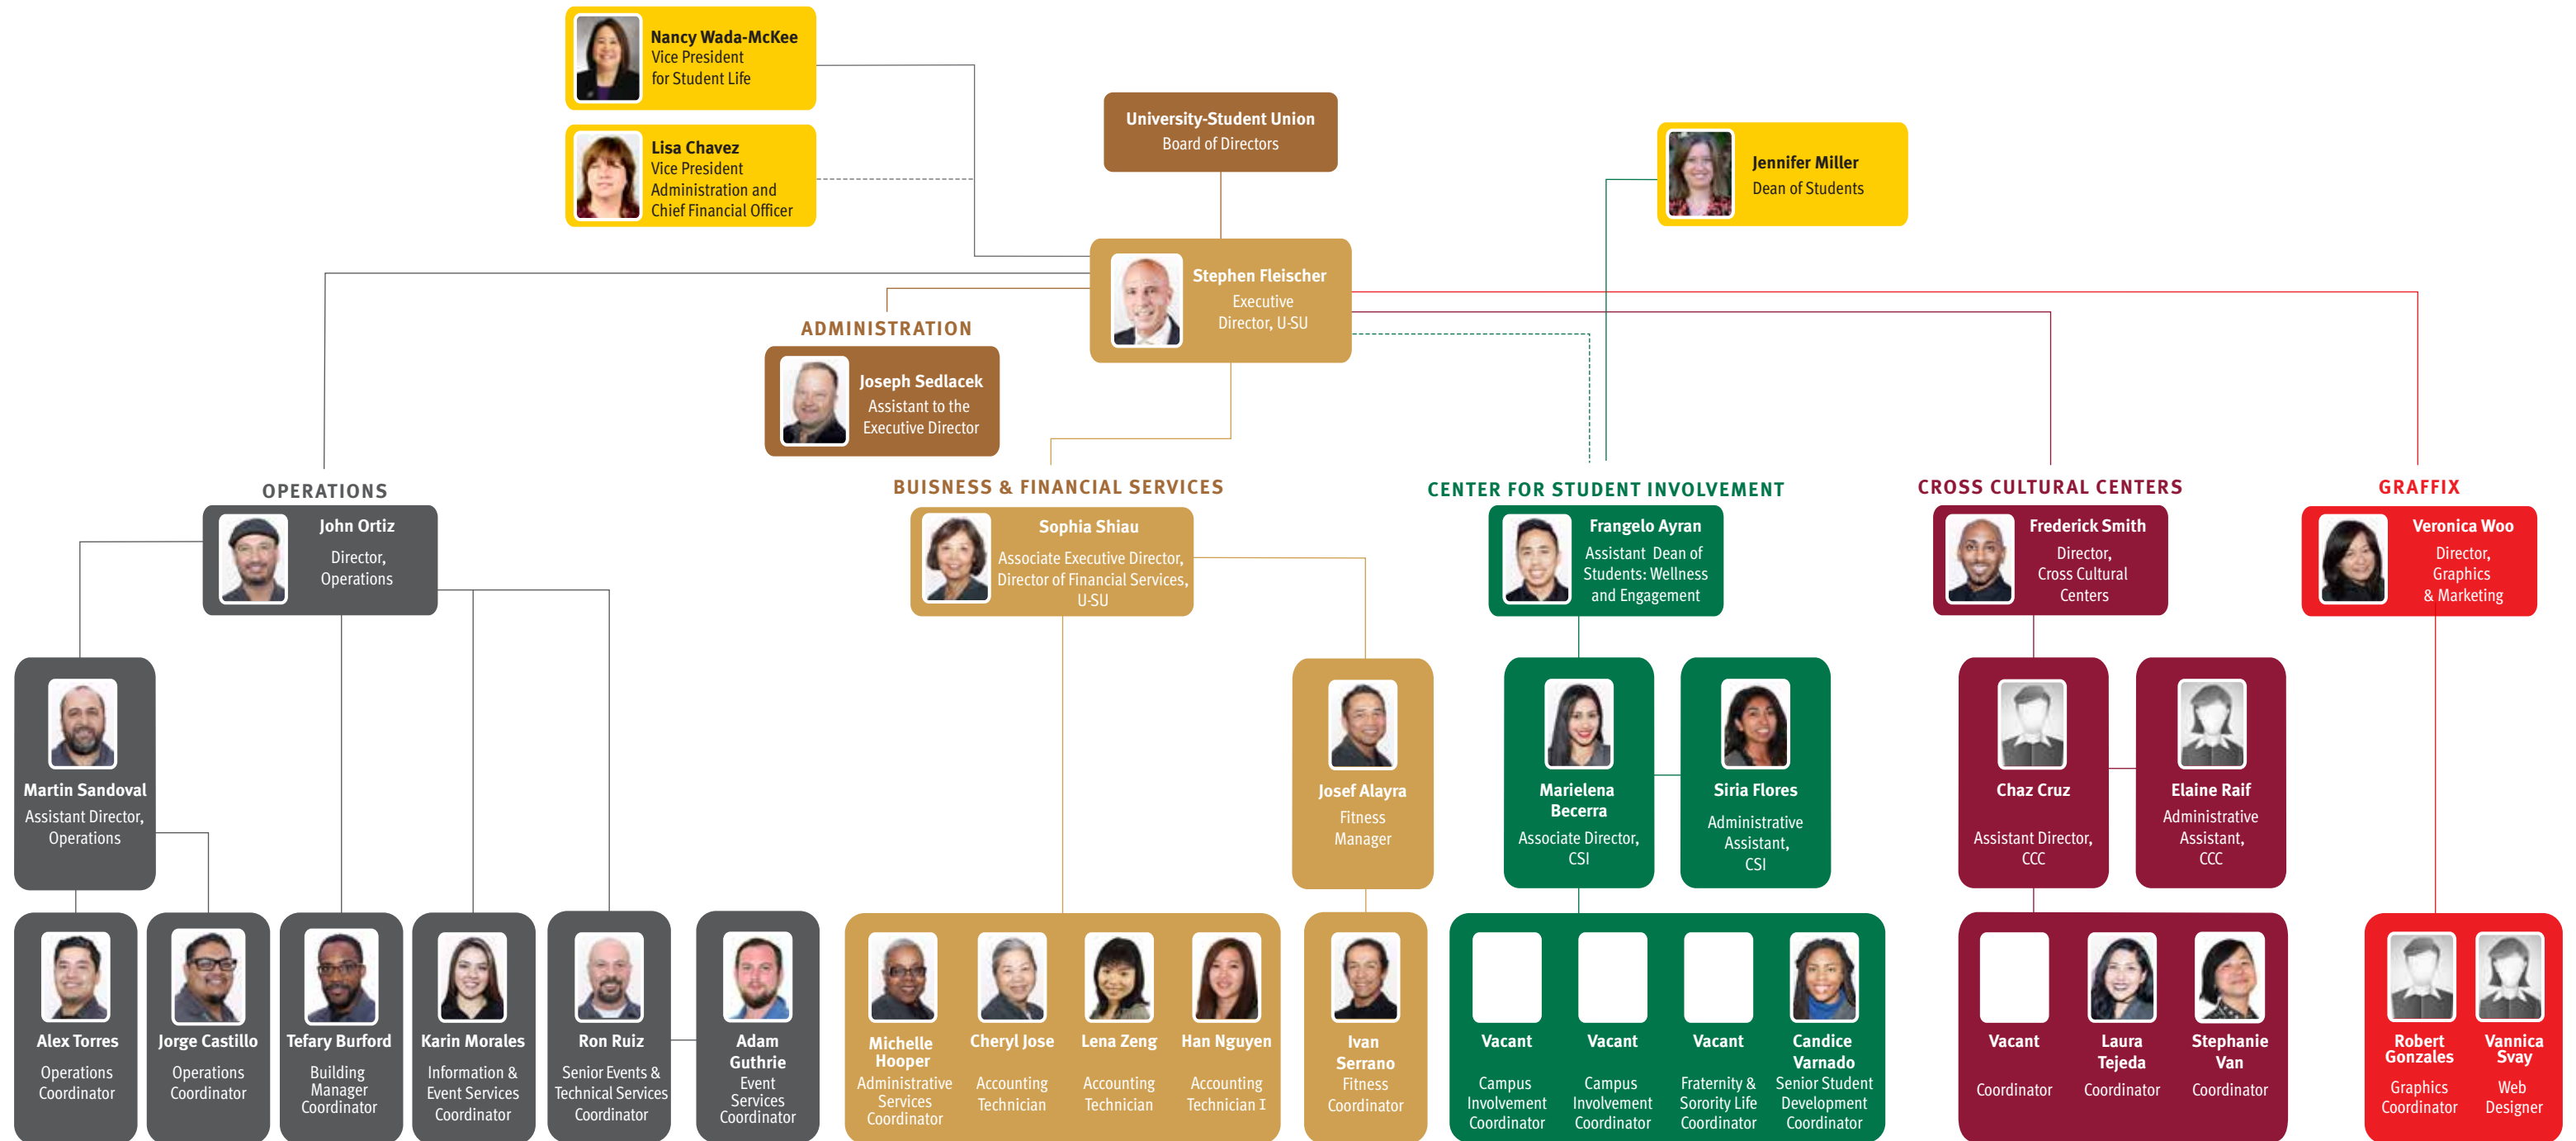 Nancy Wada-McKee
Vice President
for Student Life
Lisa Chavez
Vice President
Administration and
Chief Financial Officer
University-Student Union
Board of Directors
Jennifer Miller
Dean of Students
Stephen Fleischer
Executive
Director, U-SU
ADMINISTRATION
Joseph Sedlacek
Assistant to the
Executive Director
OPERATIONS
John Ortiz
Director,
Operations
BUISNESS & FINANCIAL SERVICES
Sophia Shiau
Associate Executive Director,
Director of Financial Services,
U-SU
CENTER FOR STUDENT INVOLVEMENT
Frangelo Ayran
Assistant Dean of
Students: Wellness
and Engagement
CROSS CULTURAL CENTERS
Frederick Smith
Director,
Cross Cultural
Centers
GRAFFIX
Veronica Woo
Director,
Graphics
& Marketing
Martin Sandoval
Assistant Director,
Operations
Josef Alayra
Fitness
Manager
Marielena
Becerra
Associate Director,
CSI
Siria Flores
Administrative
Assistant,
CSI
Chaz Cruz
Assistant Director,
CCC
Elaine Raif
Administrative
Assistant,
CCC
Alex Torres
Operations
Coordinator
Jorge Castillo
Operations
Coordinator
Tefary Burford
Building
Manager
Coordinator
Karin Morales
Information &
Event Services
Coordinator
Ron Ruiz
Senior Events &
Technical Services
Coordinator
Adam
Guthrie
Event
Services
Coordinator
Michelle
Hooper
Administrative
Services
Coordinator
Cheryl Jose
Accounting
Technician
Lena Zeng
Accounting
Technician
Han Nguyen
Accounting
Technician I
Ivan
Serrano
Fitness
Coordinator
Vacant
Campus
Involvement
Coordinator
Vacant
Campus
Involvement
Coordinator
Vacant
Fraternity &
Sorority Life
Coordinator
Candice
Varnado
Senior Student
Development
Coordinator
Vacant
Coordinator
Laura
Tejeda
Coordinator
Stephanie
Van
Coordinator
Robert
Gonzales
Graphics
Coordinator
Vannica
Svay
Web
Designer